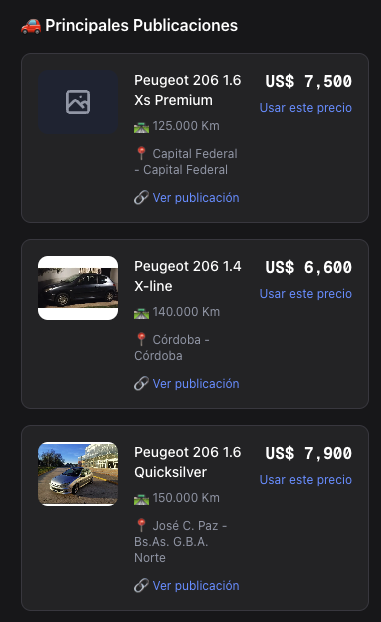 🚗 Principales Publicaciones
Peugeot 206 1.6
Xs Premium
US$ 7,500
Usar este precio
🛣️ 125.000 Km
📍 Capital Federal
- Capital Federal
🔗 Ver publicación
Peugeot 206 1.4
X-line
US$ 6,600
Usar este precio
🛣️ 140.000 Km
📍 Córdoba -
Córdoba
🔗 Ver publicación
Peugeot 206 1.6
Quicksilver
US$ 7,900
Usar este precio
🛣️ 150.000 Km
📍 José C. Paz -
Bs.As. G.B.A.
Norte
🔗 Ver publicación